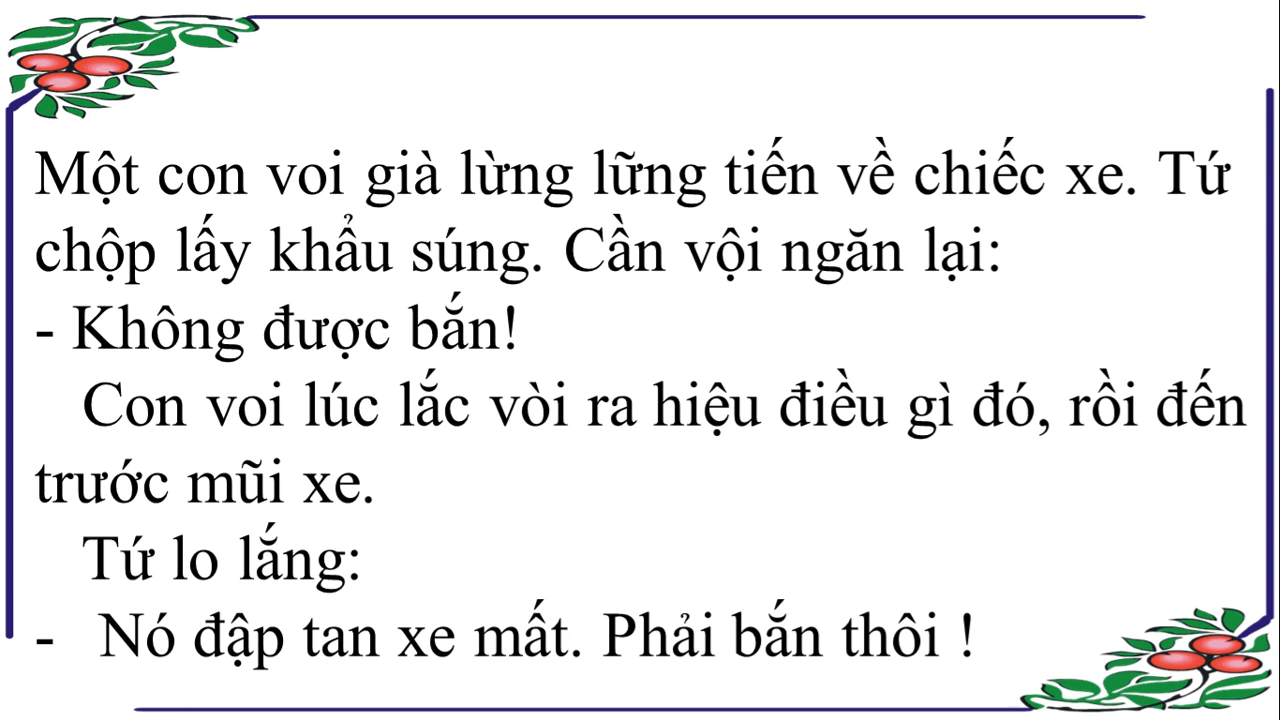 Một con voi già lừng lững tiến về chiếc xe. Tứ
chộp lấy khẩu súng. Cần vội ngăn lại:
- Không được bắn!
Con voi lúc lắc vòi ra hiệu điều gì đó, rồi đến
trước mũi xe.
Tứ lo lắng:
- Nó đập tan xe mất. Phải bắn thôi !